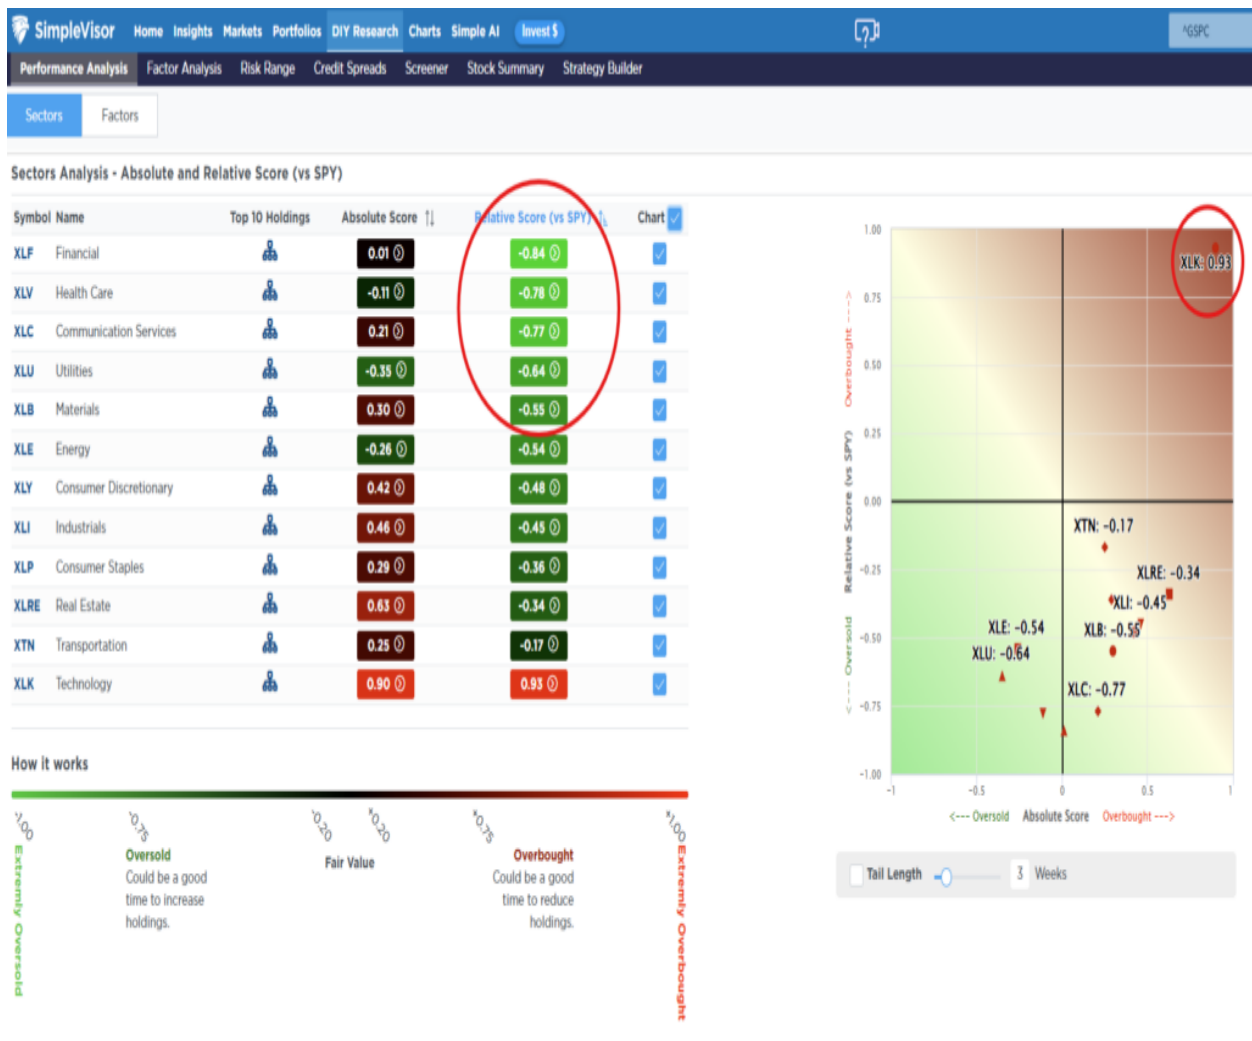 SimpleVisor Home Insights Markets Portfolios DIY Research Charts Simple AI Invest $ ? ^GSPC
Performance Analysis Factor Analysis Risk Range Credit Spreads Screener Stock Summary Strategy Builder
Sectors Factors
Sectors Analysis - Absolute and Relative Score (vs SPY)
Symbol Name Top 10 Holdings Absolute Score Relative Score (vs SPY) Chart
XLF Financial 0.01 -0.84
XLV Health Care -0.11 -0.78
XLC Communication Services 0.21 -0.77
XLU Utilities -0.35 -0.64
XLB Materials 0.30 -0.55
XLE Energy -0.26 -0.54
XLY Consumer Discretionary 0.42 -0.48
XLI Industrials 0.46 -0.45
XLP Consumer Staples 0.29 -0.36
XLRE Real Estate 0.63 -0.34
XTN Transportation 0.25 -0.17
XLK Technology 0.90 0.93
How it works
-1.00 -0.75 -0.20 +0.20 +0.75 +1.00
Extremly Oversold
Oversold
Could be a good
time to increase
holdings.
Fair Value
Overbought
Could be a good
time to reduce
holdings.
Extremly Overbought
1.00
0.75
0.50
0.25
0.00
-0.25
-0.50
-0.75
-1.00
<--- Oversold Relative Score (vs SPY) Overbought --->
XLK: 0.93
XTN: -0.17
XLRE: -0.34
XLI: -0.45
XLE: -0.54
XLB: -0.55
XLU: -0.64
XLC: -0.77
-1 -0.5 0 0.5 1
<--- Oversold Absolute Score Overbought --->
Tail Length 3 Weeks